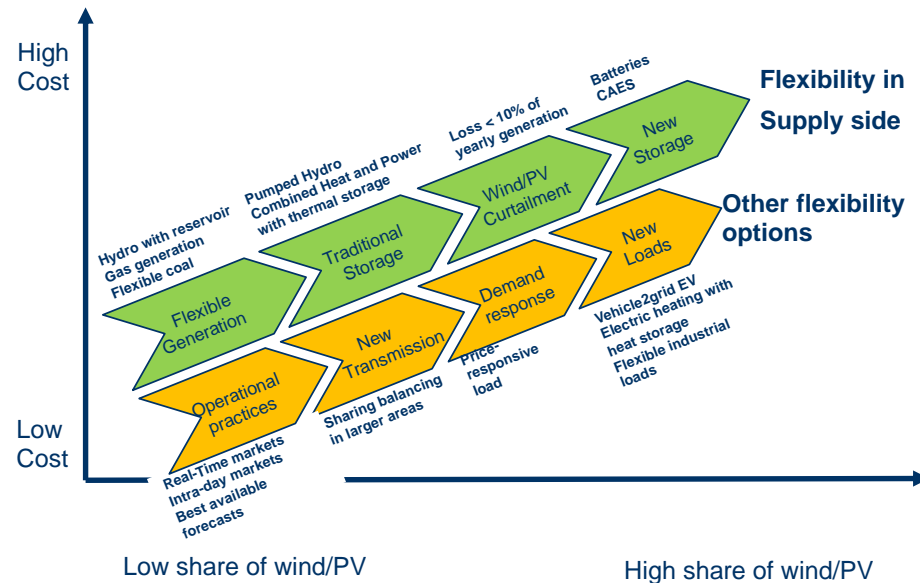 High
Cost
Batteries
CAES
Flexibility in
Supply side
Loss < 10% of
yearly generation
New
Storage
Pumped Hydro
Combined Heat and Power
with thermal storage
Wind/PV
Curtailment
Other flexibility
options
Hydro with reservoir
Gas generation
Flexible coal
Traditional
Storage
New
Loads
Flexible
Generation
Demand
response
Vehicle2grid EV
Electric heating with
heat storage
Flexible industrial
loads
New
Transmission
Price-
responsive
load
Operational
practices
Sharing balancing
in larger areas
Low
Cost
Real-Time markets
Intra-day markets
Best available
forecasts
Low share of wind/PV
High share of wind/PV